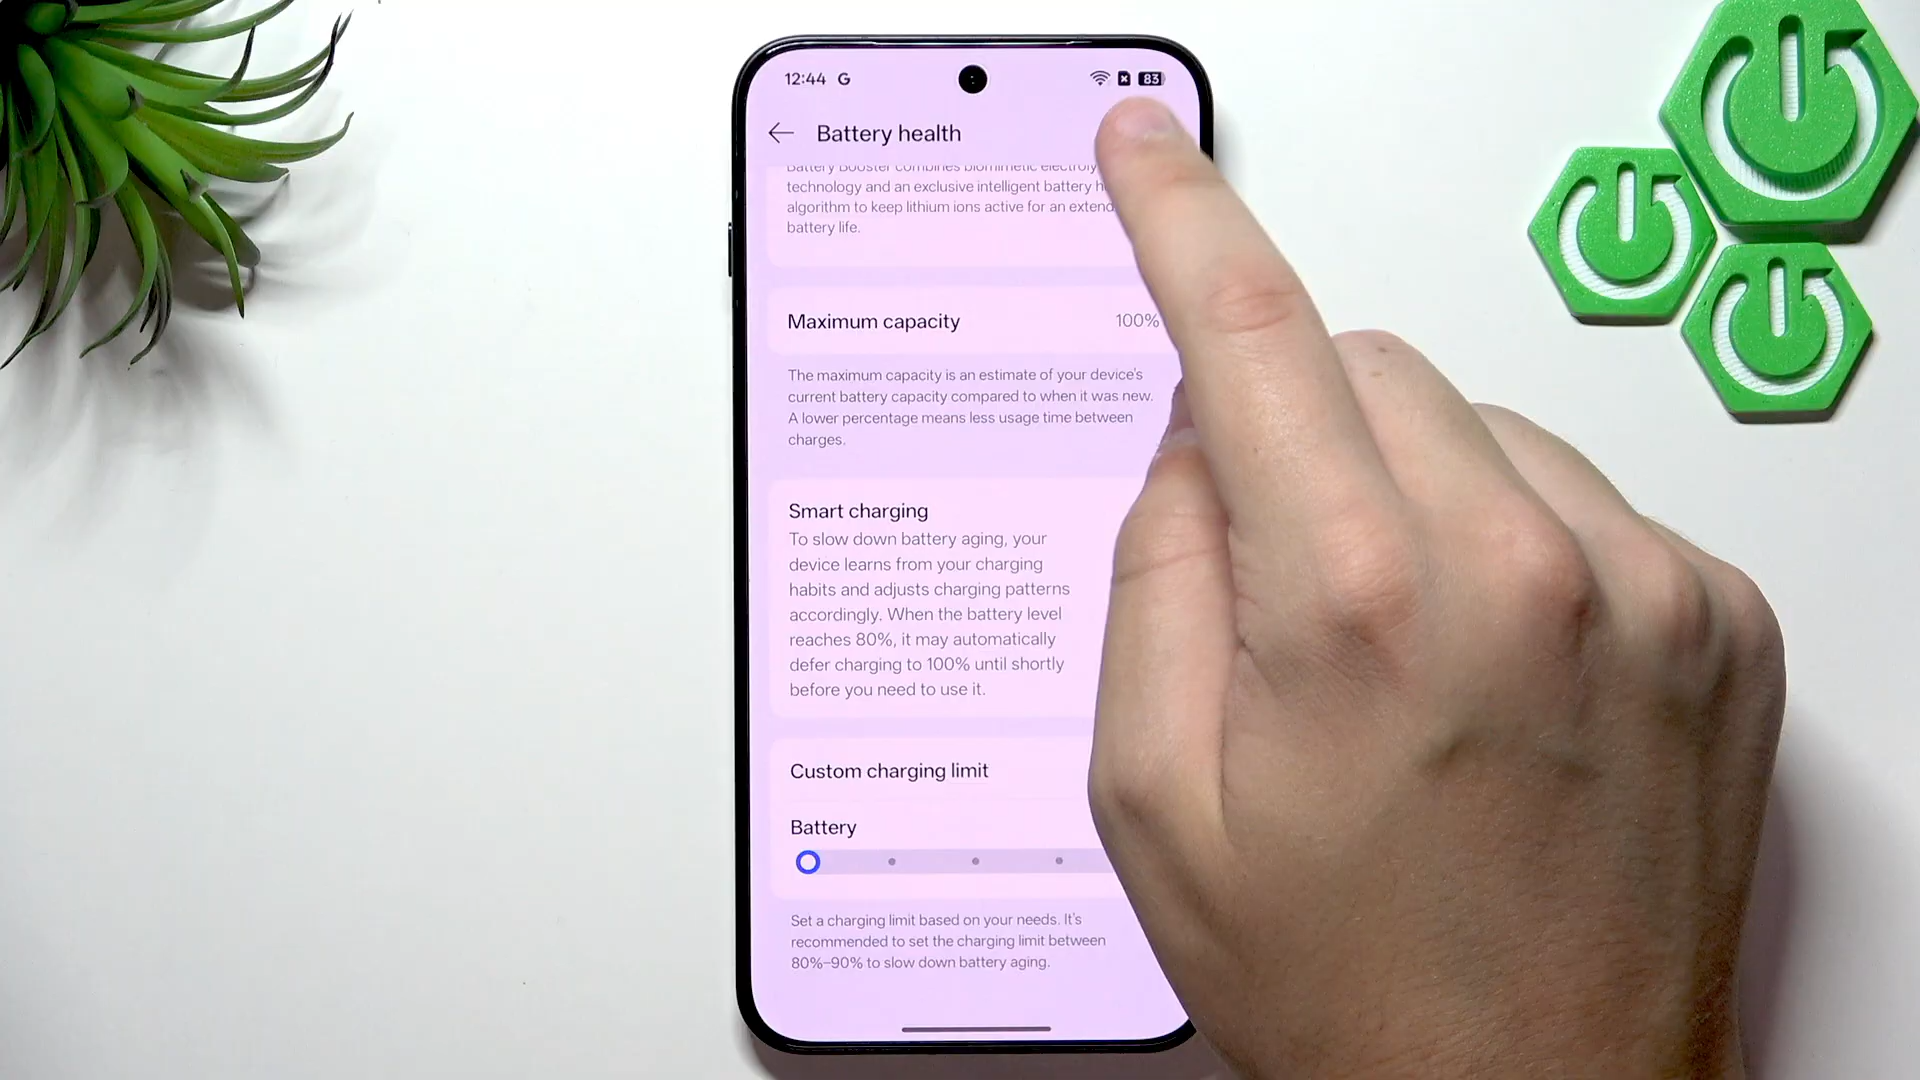 12:44 G 83
Battery health
Battery Booster combines biomimetic
technology and an exclusive intelligent battery
algorithm to keep lithium ions active for an
battery life.
Maximum capacity 100%
The maximum capacity is an estimate of your device's
current battery capacity compared to when it was new.
A lower percentage means less usage time between
charges.
Smart charging
To slow down battery aging, your
device learns from your charging
habits and adjusts charging patterns
accordingly. When the battery level
reaches 80%, it may automatically
defer charging to 100% until shortly
before you need to use it.
Custom charging limit
Battery
Set a charging limit based on your needs. It's
recommended to set the charging limit between
80%–90% to slow down battery aging.